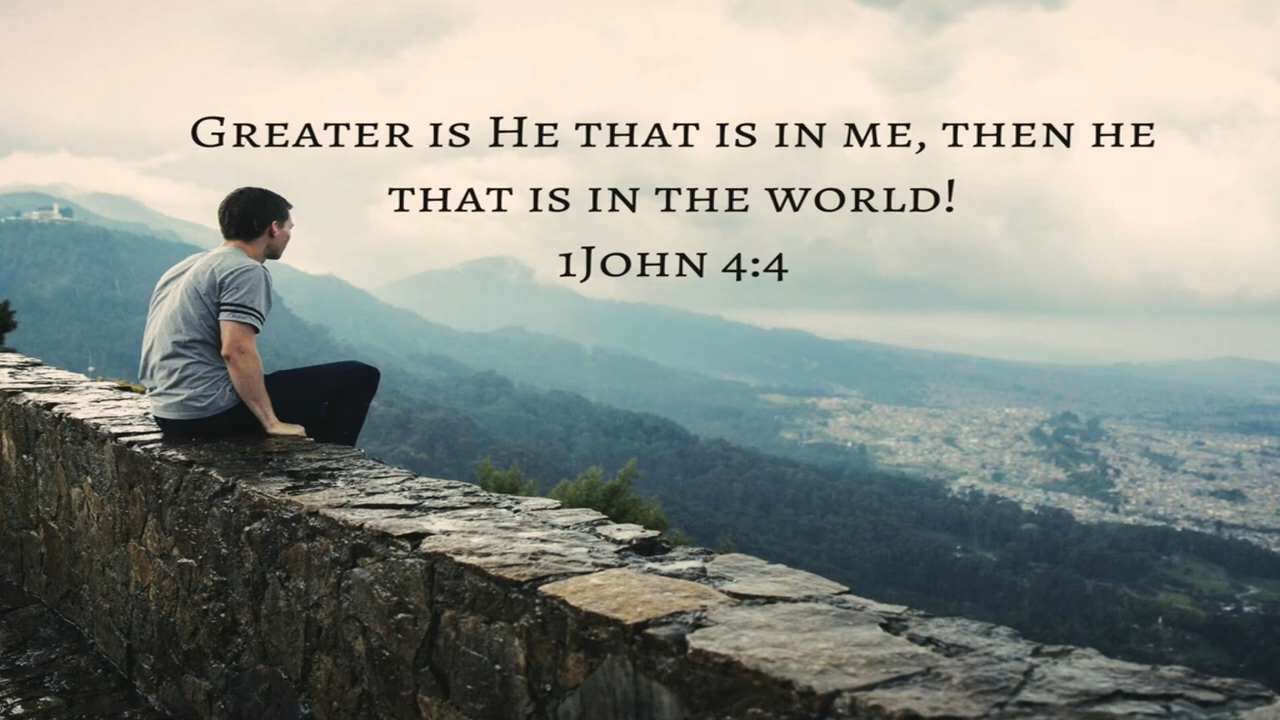 Greater is He that is in me, then he
that is in the world!
1John 4:4